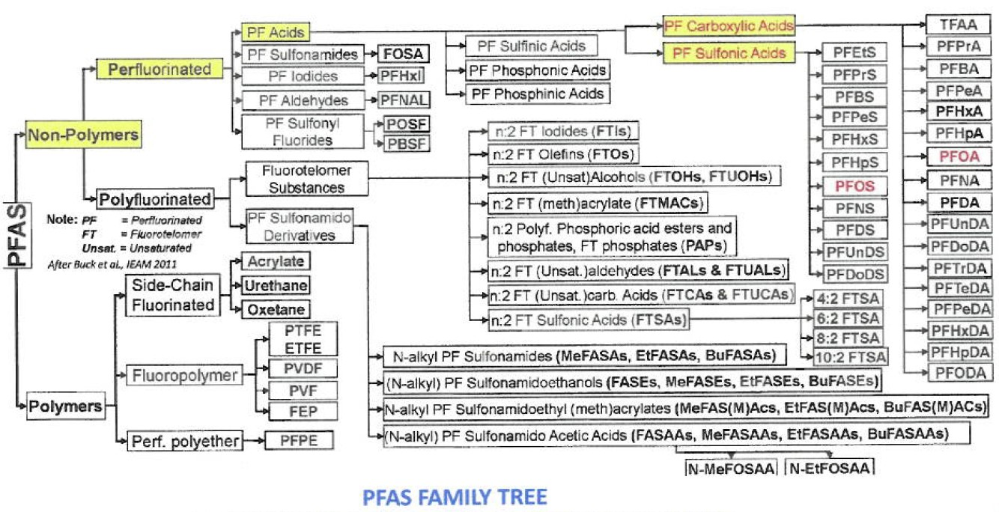 PFAS
Non-Polymers
Perfluorinated
PF Acids
PF Sulfinic Acids
PF Phosphonic Acids
PF Phosphinic Acids
PF Carboxylic Acids
TFAA
PFPrA
PFBA
PFPeA
PFHxA
PFHpA
PFOA
PFNA
PFDA
PFUnDA
PFDoDA
PFTrDA
PFTeDA
PFPeDA
PFHxDA
PFHpDA
PFODA
PF Sulfonic Acids
PFEtS
PFPrS
PFBS
PFPeS
PFHxS
PFHpS
PFOS
PFNS
PFDS
PFUnDS
PFDoDS
PF Sulfonamides
FOSA
PF Iodides
PFHxI
PF Aldehydes
PFNAL
PF Sulfonyl
Fluorides
POSF
PBSF
Polyfluorinated
Fluorotelomer
Substances
n:2 FT Iodides (FTIs)
n:2 FT Olefins (FTOs)
n:2 FT (Unsat)Alcohols (FTOHs, FTUOHs)
n:2 FT (meth)acrylate (FTMACs)
n:2 Polyf. Phosphoric acid esters and
phosphates, FT phosphates (PAPs)
n:2 FT (Unsat.)aldehydes (FTALs & FTUALs)
n:2 FT (Unsat.)carb. Acids (FTCAs & FTUCAs)
n:2 FT Sulfonic Acids (FTSAs)
4:2 FTSA
6:2 FTSA
8:2 FTSA
10:2 FTSA
PF Sulfonamido
Derivatives
N-alkyl PF Sulfonamides (MeFASAs, EtFASAs, BuFASAs)
(N-alkyl) PF Sulfonamidoethanols (FASEs, MeFASEs, EtFASEs, BuFASEs)
N-alkyl PF Sulfonamidoethyl (meth)acrylates (MeFAS(M)Acs, EtFAS(M)Acs, BuFAS(M)ACs)
(N-alkyl) PF Sulfonamido Acetic Acids (FASAAs, MeFASAAs, EtFASAAs, BuFASAAs)
N-MeFOSAA
N-EtFOSAA
Note: PF = Perfluorinated
FT = Fluorotelomer
Unsat. = Unsaturated
After Buck et al., IEAM 2011
Polymers
Side-Chain
Fluorinated
Acrylate
Urethane
Oxetane
Fluoropolymer
PTFE
ETFE
PVDF
PVF
FEP
Perf. polyether
PFPE
PFAS FAMILY TREE